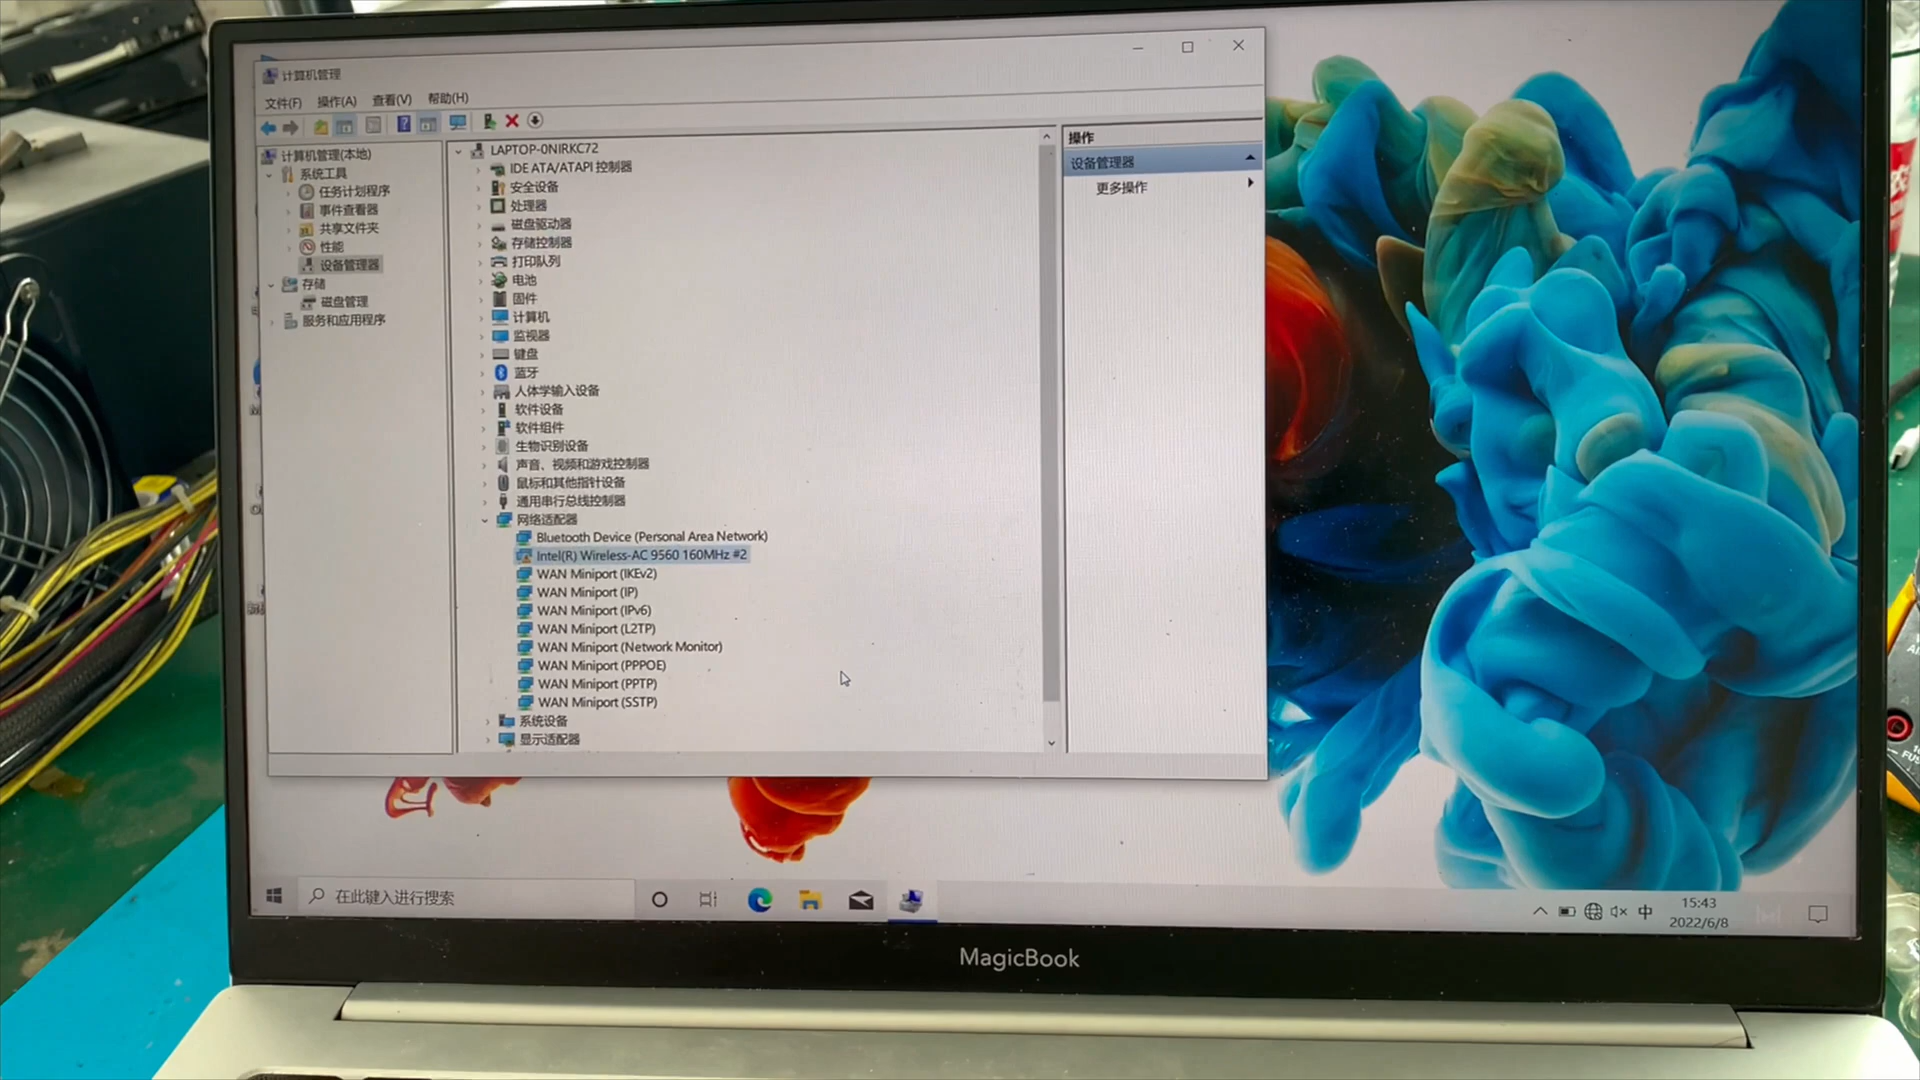 计算机管理
文件(F) 操作(A) 查看(V) 帮助(H)
计算机管理(本地)
系统工具
任务计划程序
事件查看器
共享文件夹
性能
设备管理器
存储
磁盘管理
服务和应用程序
LAPTOP-0NIRKC72
IDE ATA/ATAPI 控制器
安全设备
处理器
磁盘驱动器
存储控制器
打印队列
电池
固件
计算机
监视器
键盘
蓝牙
人体学输入设备
软件设备
软件组件
生物识别设备
声音、视频和游戏控制器
鼠标和其他指针设备
通用串行总线控制器
网络适配器
Bluetooth Device (Personal Area Network)
Intel(R) Wireless-AC 9560 160MHz #2
WAN Miniport (IKEv2)
WAN Miniport (IP)
WAN Miniport (IPv6)
WAN Miniport (L2TP)
WAN Miniport (Network Monitor)
WAN Miniport (PPPOE)
WAN Miniport (PPTP)
WAN Miniport (SSTP)
系统设备
显示适配器
操作
设备管理器
更多操作
在此键入进行搜索
中
15:43
2022/6/8
MagicBook